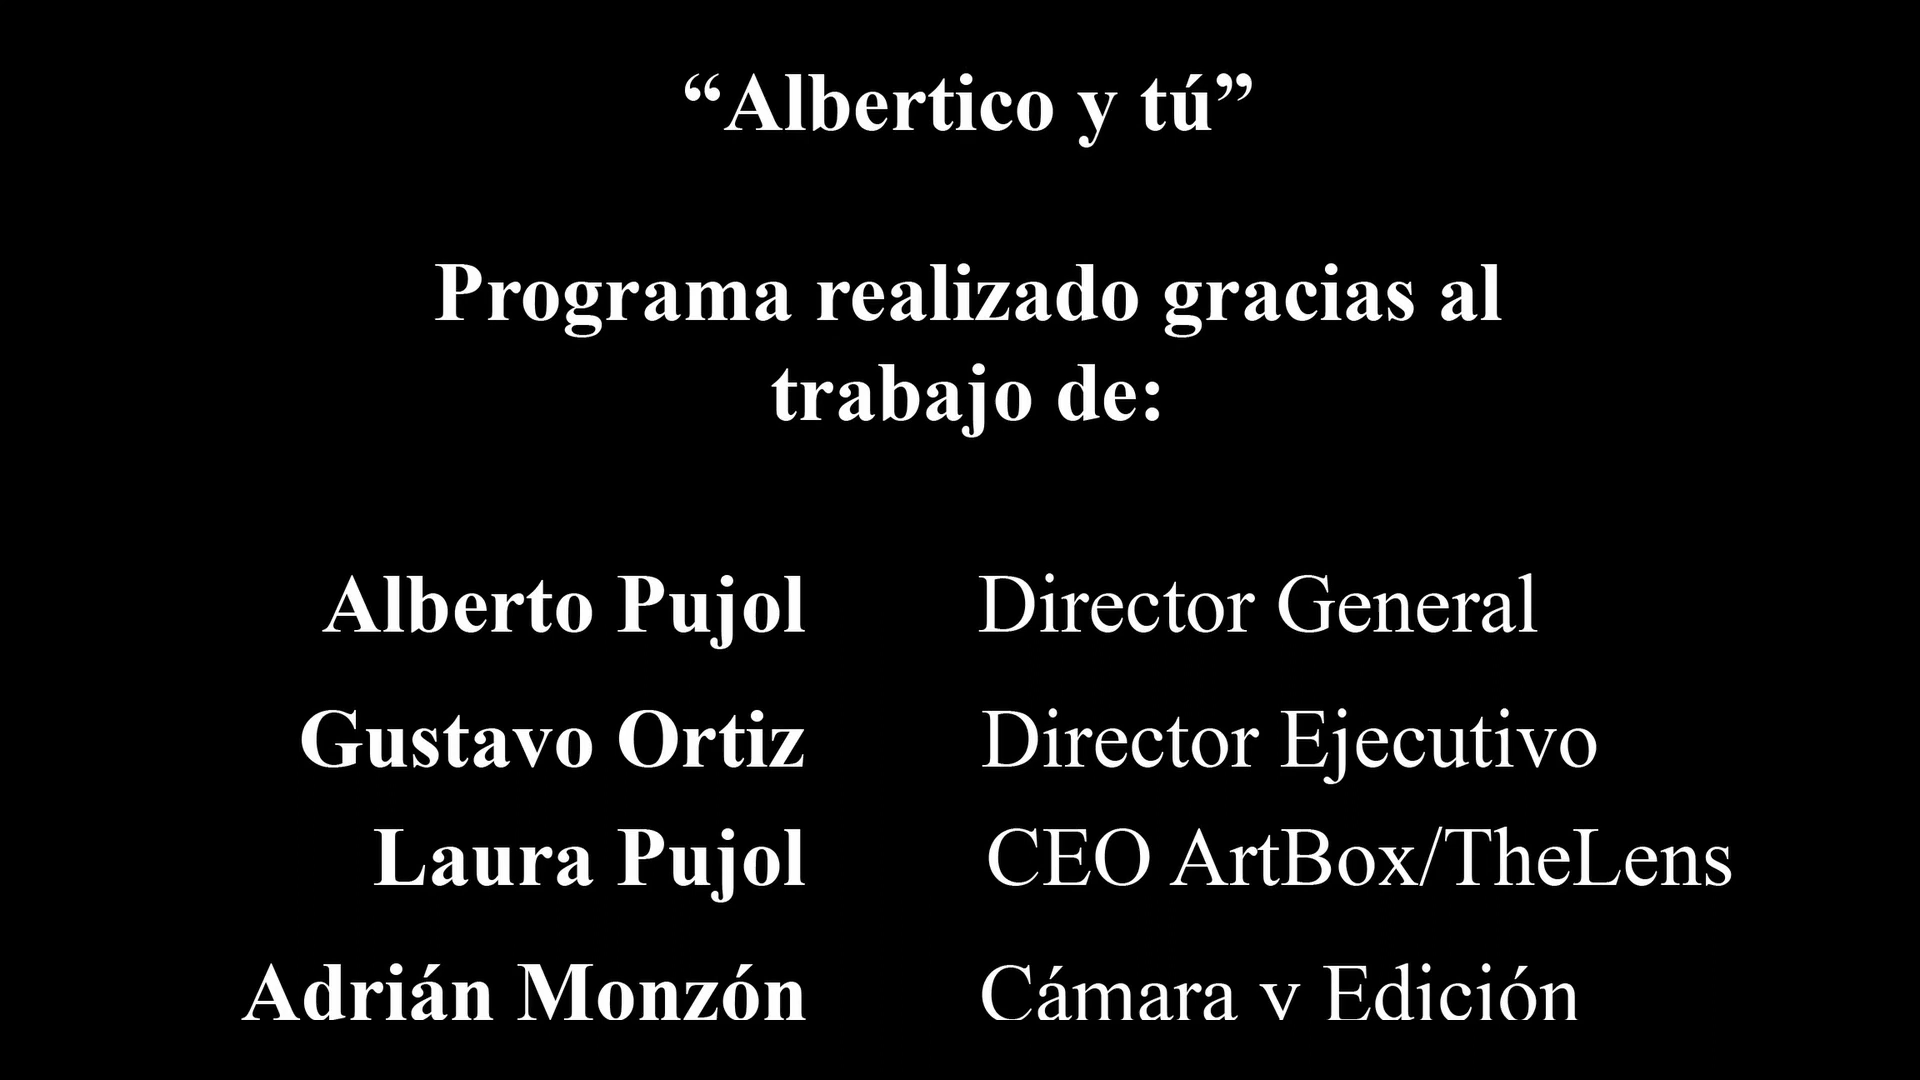 “Albertico y tú”
Programa realizado gracias al
trabajo de:
Alberto Pujol Director General
Gustavo Ortiz Director Ejecutivo
Laura Pujol CEO ArtBox/TheLens
Adrián Monzón Cámara y Edición